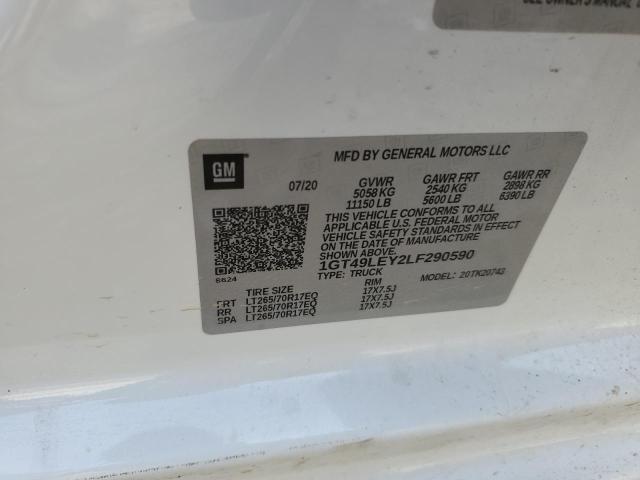 SEE OWNER'S MANUAL
GM
MFD BY GENERAL MOTORS LLC
07/20 GVWR GAWR FRT GAWR RR
5058 KG 2540 KG 2898 KG
11150 LB 5600 LB 6390 LB
THIS VEHICLE CONFORMS TO ALL
APPLICABLE U.S. FEDERAL MOTOR
VEHICLE SAFETY STANDARDS IN EFFECT
ON THE DATE OF MANUFACTURE
SHOWN ABOVE.
1GT49LEY2LF290590
TYPE: TRUCK MODEL: 20TK20743
6624
TIRE SIZE RIM
FRT LT265/70R17EQ 17X7.5J
RR LT265/70R17EQ 17X7.5J
SPA LT265/70R17EQ 17X7.5J